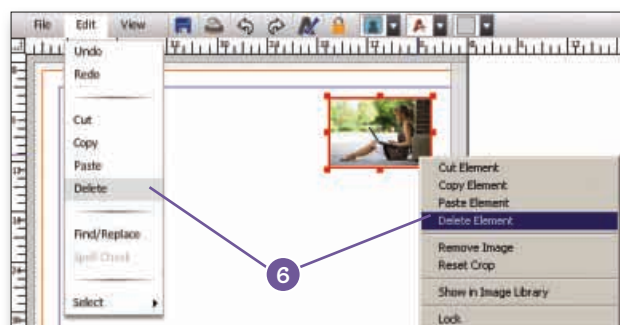 File Edit View
Undo
Redo
Cut
Copy
Paste
Delete
Find/Replace
Spell Check
Select
6
Cut Element
Copy Element
Paste Element
Delete Element
Remove Image
Reset Crop
Show in Image Library
Lock